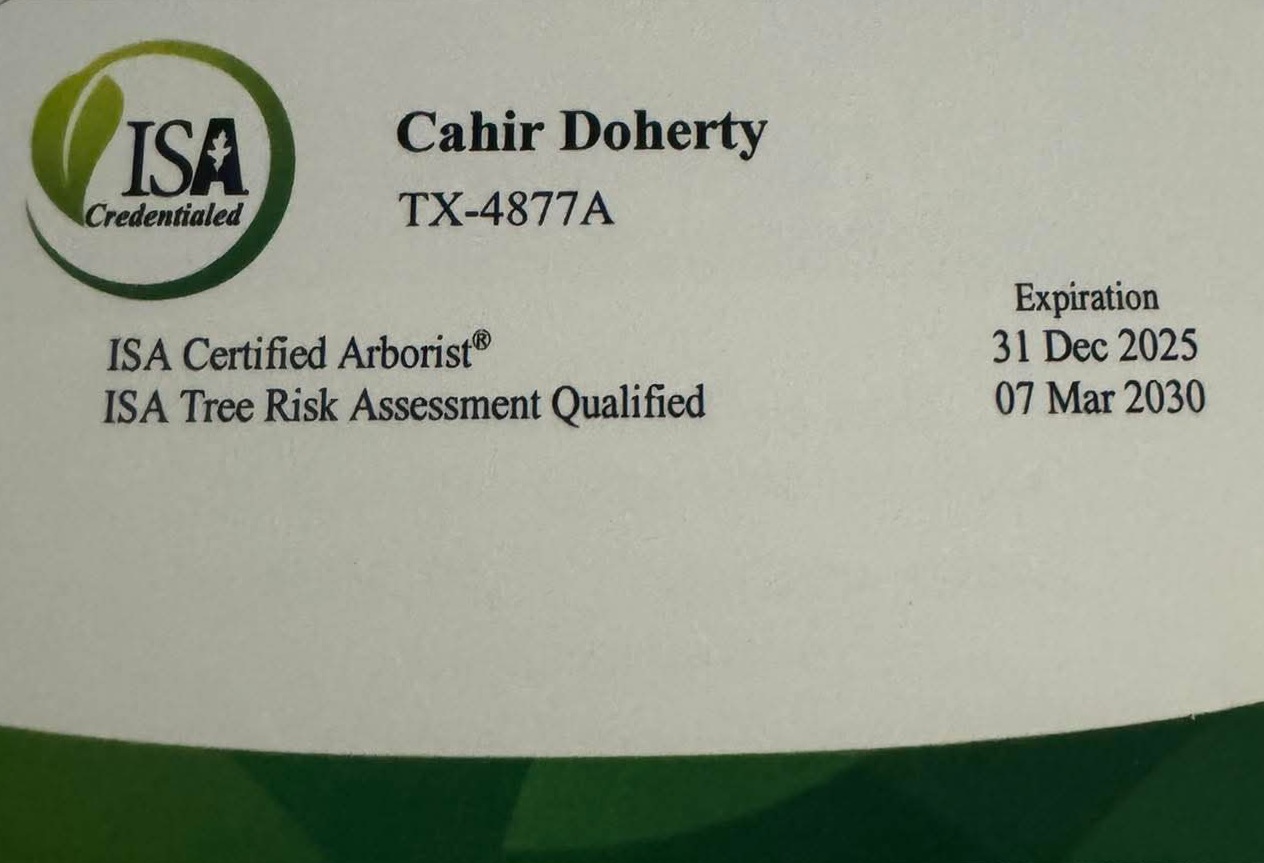 ISA
Credentialed
Cahir Doherty
TX-4877A
Expiration
ISA Certified Arborist® 31 Dec 2025
ISA Tree Risk Assessment Qualified 07 Mar 2030